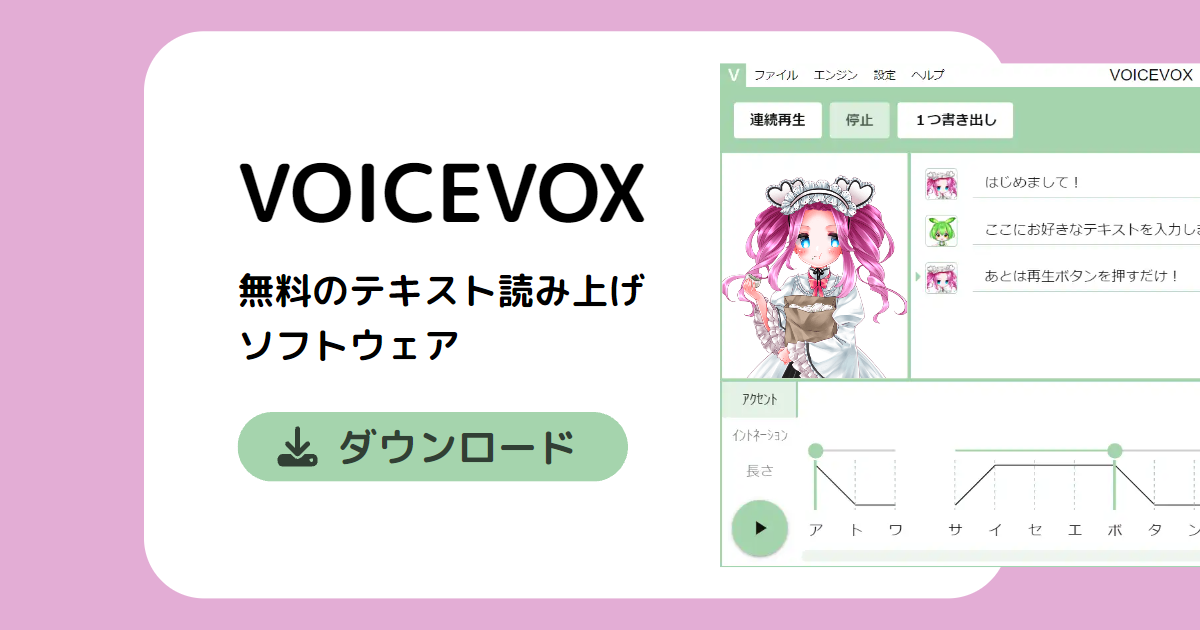 VOICEVOX
無料のテキスト読み上げ
ソフトウェア
ダウンロード
V ファイル エンジン 設定 ヘルプ VOICEVOX
連続再生 停止 1つ書き出し
はじめまして！
ここにお好きなテキストを入力しま
あとは再生ボタンを押すだけ！
アクセント
イントネーション
長さ
ア ト ワ サ イ セ エ ボ タ ン